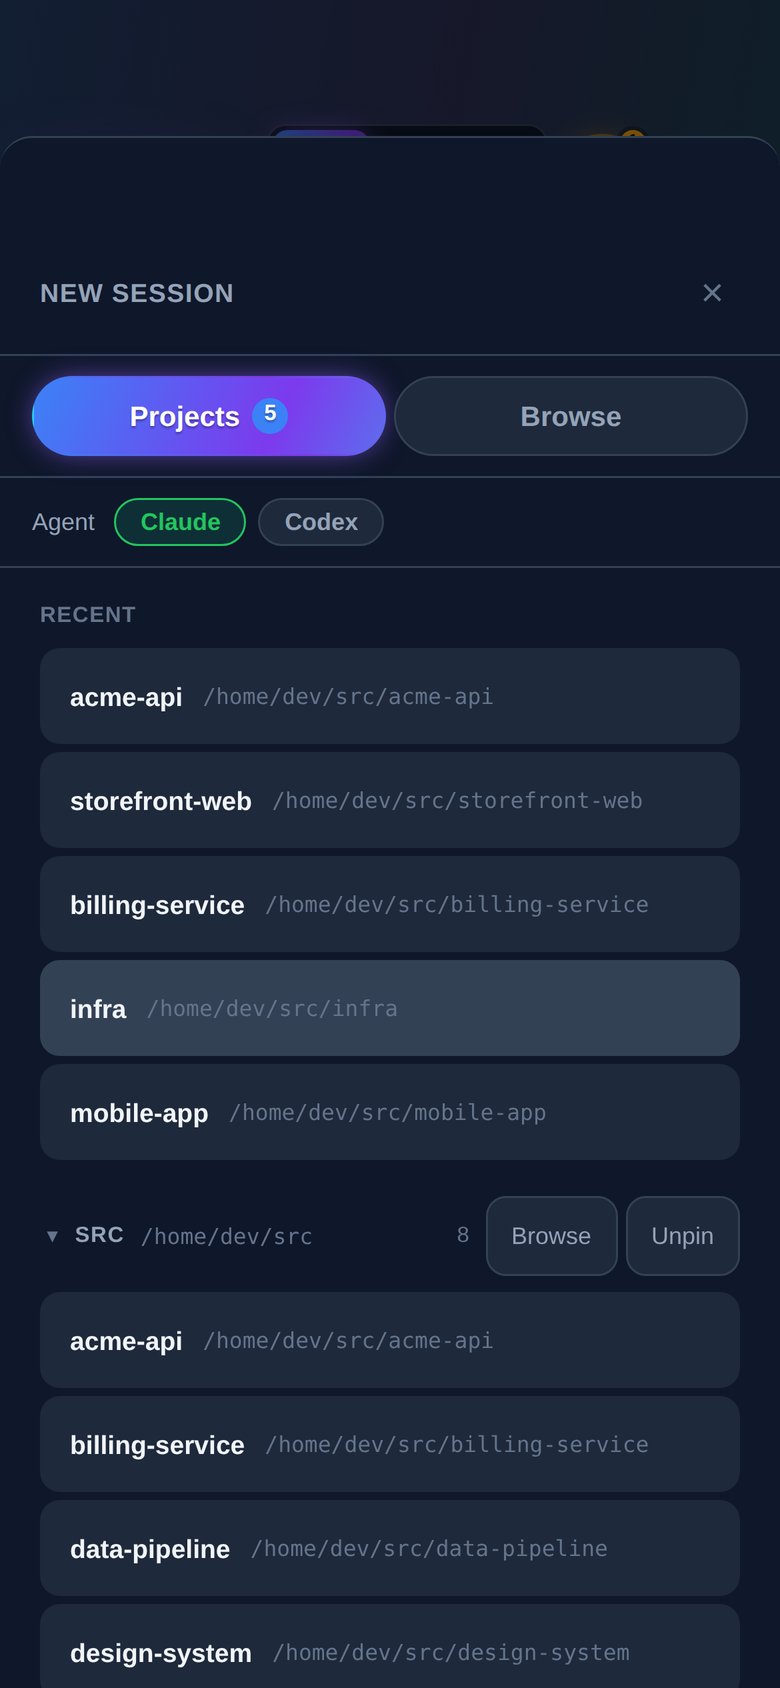 NEW SESSION ×
Projects 5 Browse
Agent Claude Codex
RECENT
acme-api /home/dev/src/acme-api
storefront-web /home/dev/src/storefront-web
billing-service /home/dev/src/billing-service
infra /home/dev/src/infra
mobile-app /home/dev/src/mobile-app
▼ SRC /home/dev/src 8 Browse Unpin
acme-api /home/dev/src/acme-api
billing-service /home/dev/src/billing-service
data-pipeline /home/dev/src/data-pipeline
design-system /home/dev/src/design-system